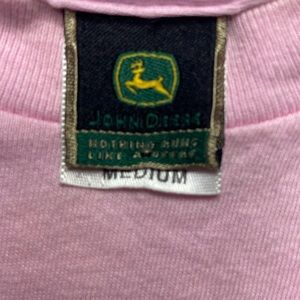 JOHN DEERE
NOTHING RUNS
LIKE A DEERE
MEDIUM